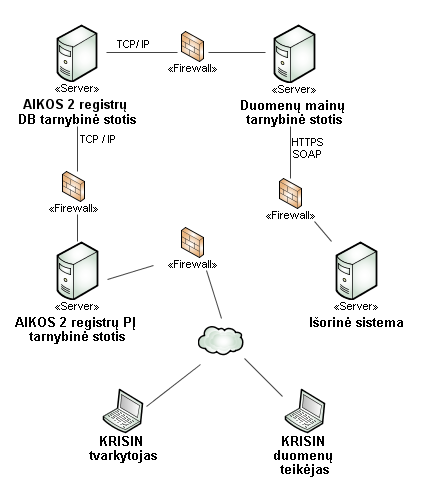 TCP/ IP
«Firewall»
«Server»
«Server»
AIKOS 2 registrų
DB tarnybinė stotis
Duomenų mainų
tarnybinė stotis
TCP / IP
HTTPS
SOAP
«Firewall»
«Firewall»
«Firewall»
«Server»
«Server»
AIKOS 2 registrų PĮ
tarnybinė stotis
Išorinė sistema
KRISIN
tvarkytojas
KRISIN
duomenų
teikėjas